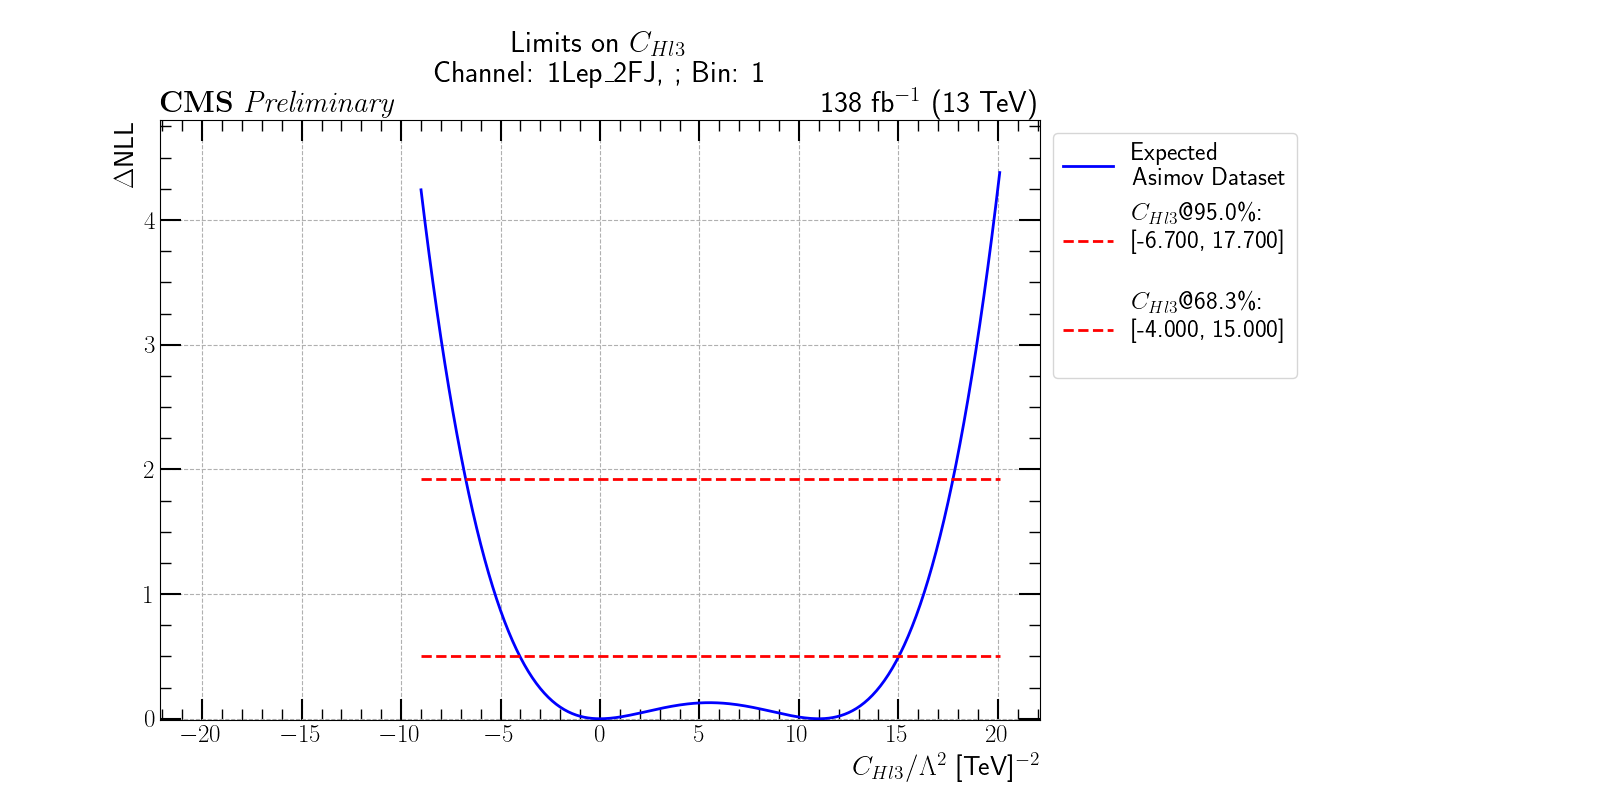 Limits on C_{Hl3}
Channel: 1Lep_2FJ, ; Bin: 1
CMS Preliminary
138 fb^{-1} (13 TeV)
ΔNLL
4
3
2
1
0
−20 −15 −10 −5 0 5 10 15 20
C_{Hl3}/Λ^2 [TeV]^{-2}
Expected
Asimov Dataset
C_{Hl3}@95.0%:
[-6.700, 17.700]
C_{Hl3}@68.3%:
[-4.000, 15.000]